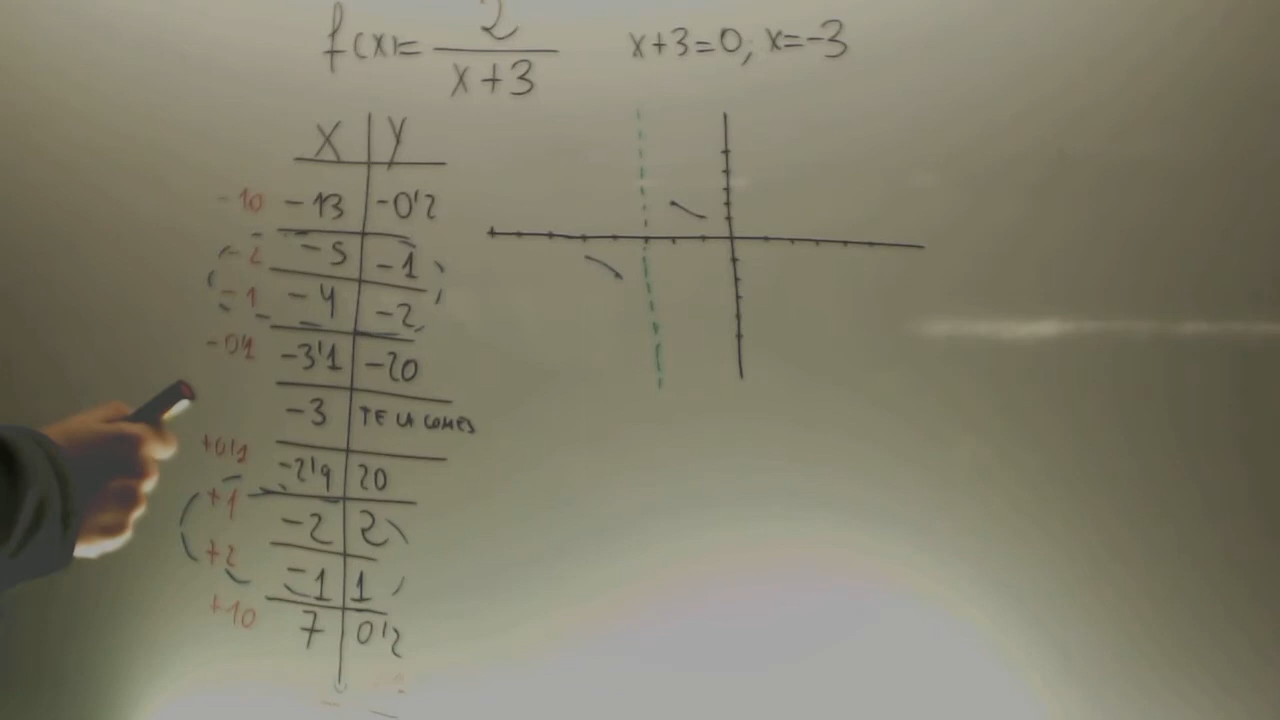 f(x)= 2
x+3
x+3=0, x=-3
X Y
-10 -13 -0'2
-2 -5 -1
-1 -4 -2
-0'1 -3'1 -20
-3 TE LA COMES
+0'1 -2'9 20
+1 -2 2
+2 -1 1
+10 7 0'2